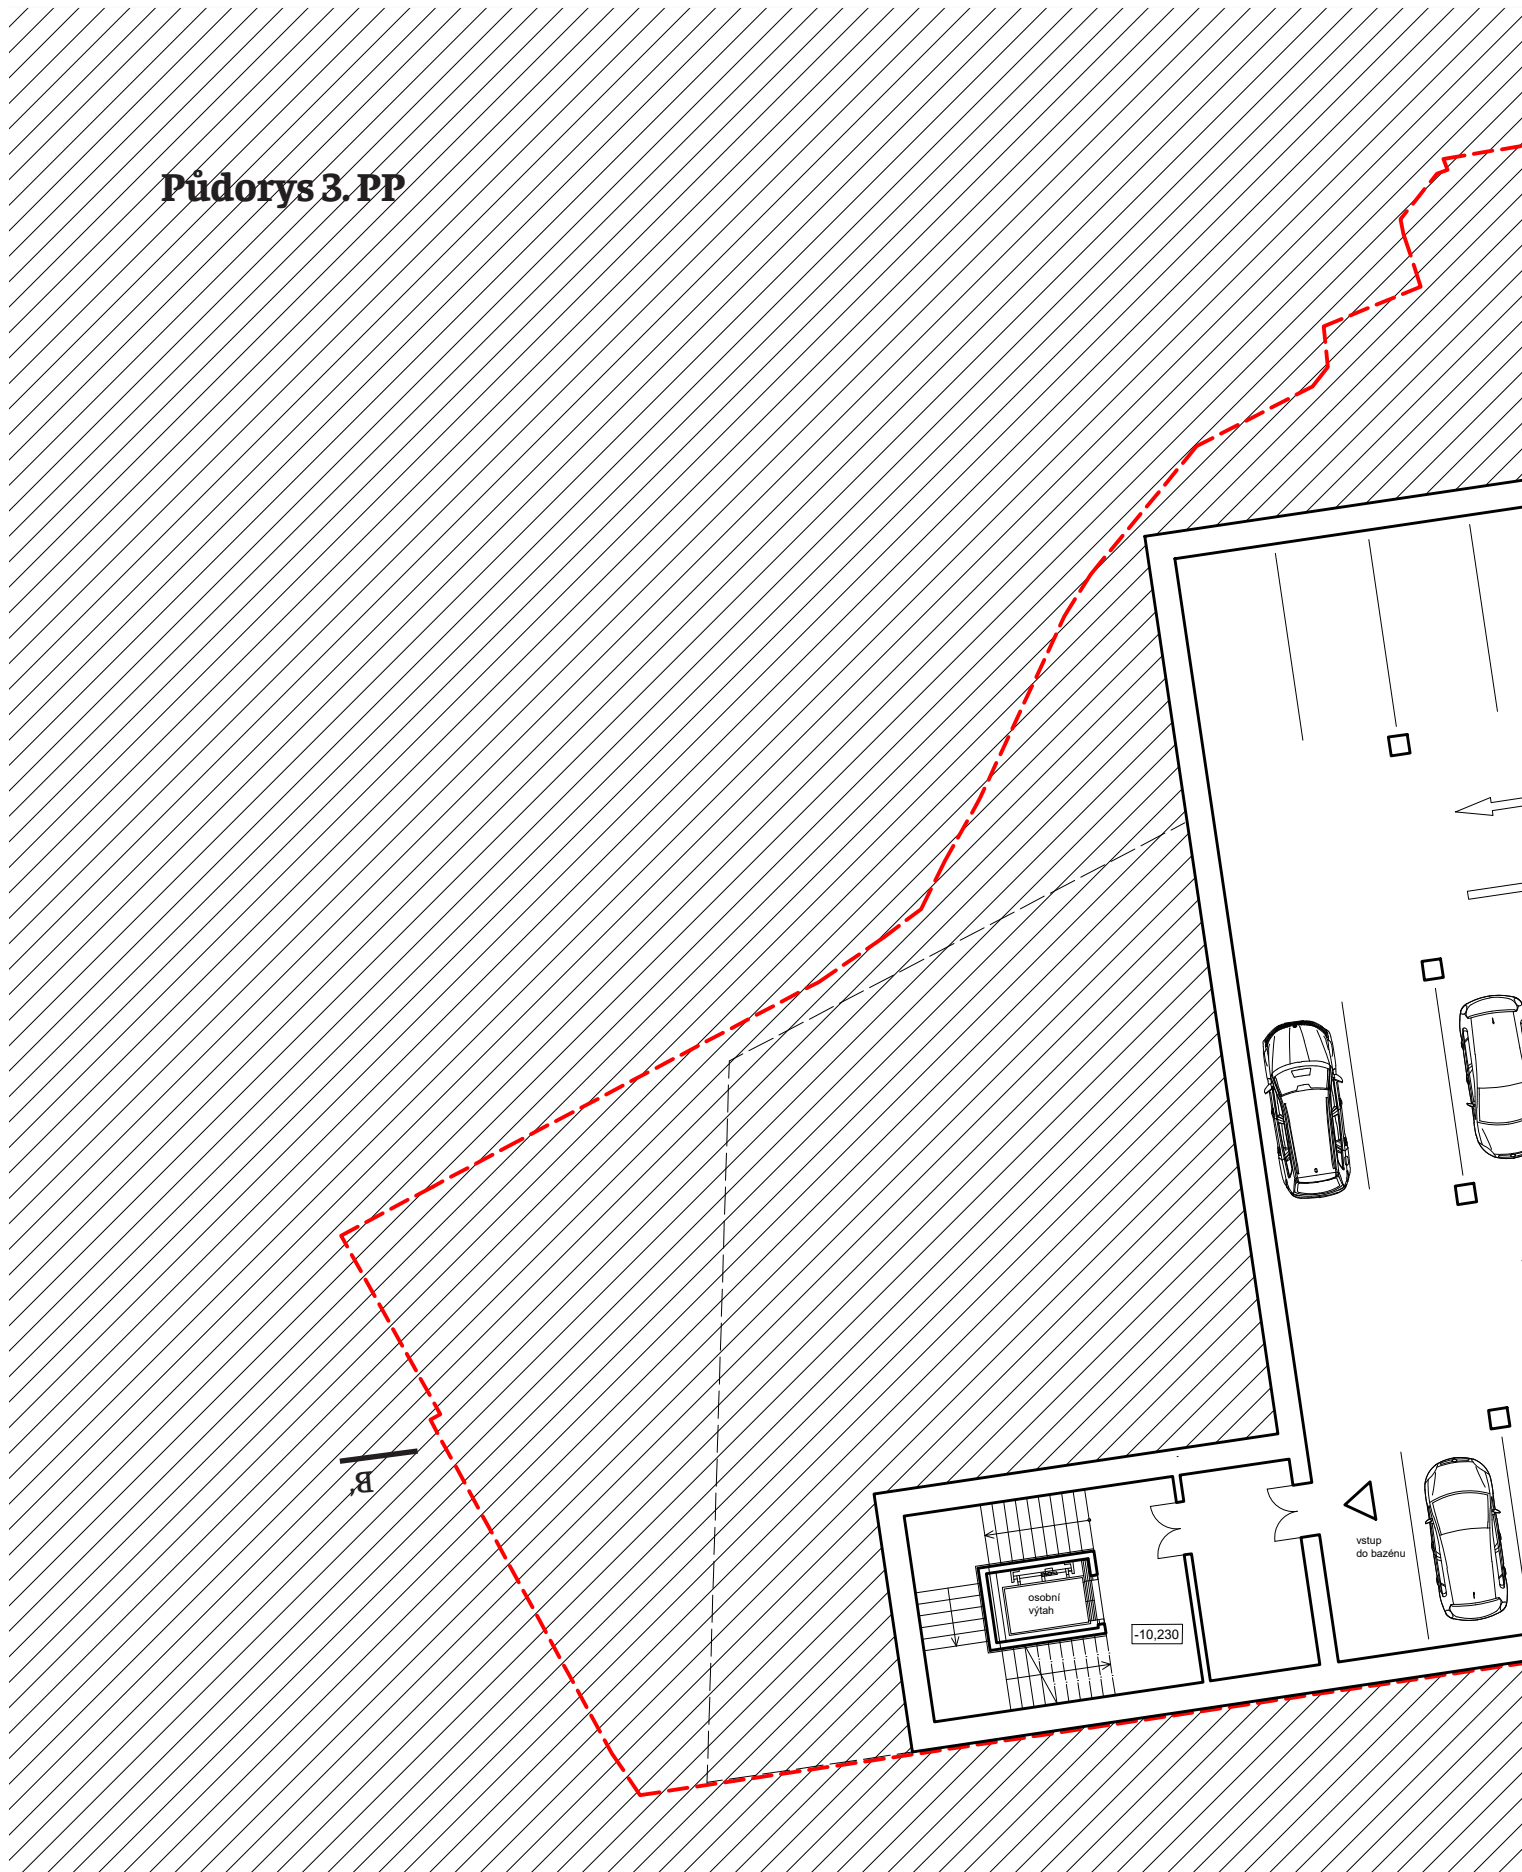 Půdorys 3. PP
B'
vstup
do bazénu
osobní
výtah
-10,230